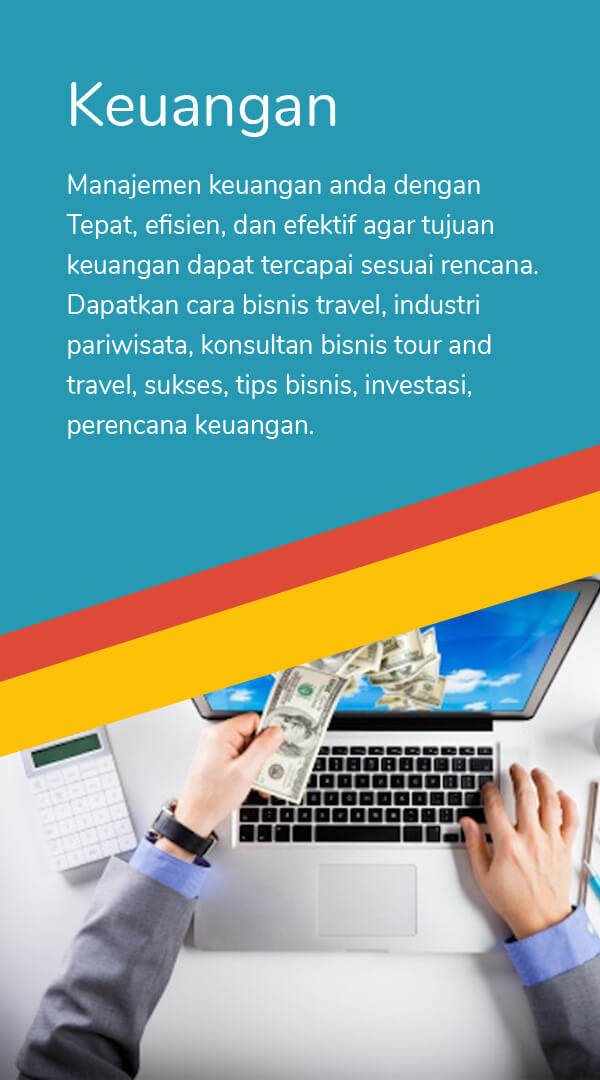 Keuangan
Manajemen keuangan anda dengan
Tepat, efisien, dan efektif agar tujuan
keuangan dapat tercapai sesuai rencana.
Dapatkan cara bisnis travel, industri
pariwisata, konsultan bisnis tour and
travel, sukses, tips bisnis, investasi,
perencana keuangan.